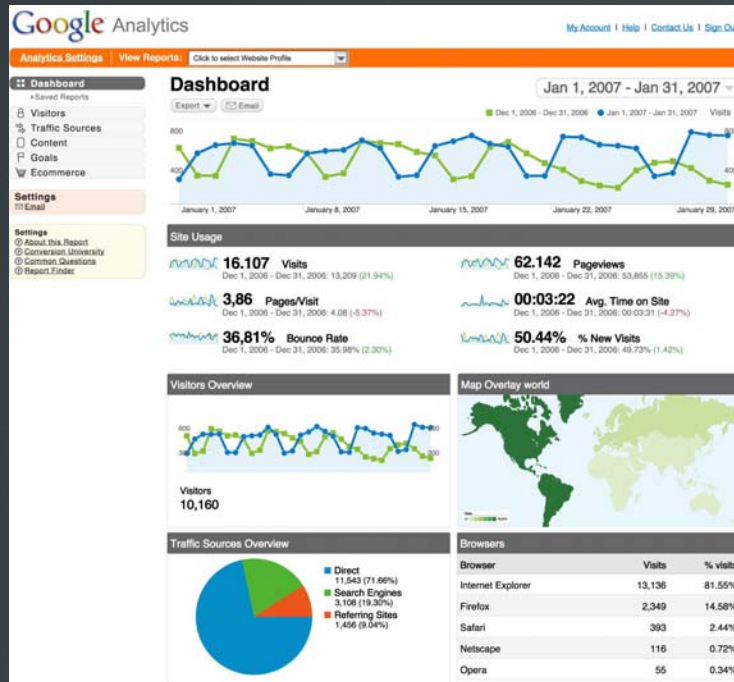 Google Analytics
My Account | Help | Contact Us | Sign Ou
Analytics Settings View Reports: Click to select Website Profile
Dashboard
Saved Reports
Visitors
Traffic Sources
Content
Goals
Ecommerce
Settings
Email
Settings
About this Report
Conversion University
Common Questions
Report Finder
Dashboard
Jan 1, 2007 - Jan 31, 2007
Export Email
Dec 1, 2006 - Dec 31, 2006 Jan 1, 2007 - Jan 31, 2007 Visits
800
400
January 1, 2007 January 8, 2007 January 15, 2007 January 22, 2007 January 29, 2007
Site Usage
16.107 Visits
Dec 1, 2006 - Dec 31, 2006: 13,209 (21.94%)
3,86 Pages/Visit
Dec 1, 2006 - Dec 31, 2006: 4.08 (-5.37%)
36,81% Bounce Rate
Dec 1, 2006 - Dec 31, 2006: 35.98% (2.30%)
62.142 Pageviews
Dec 1, 2006 - Dec 31, 2006: 53,855 (15.39%)
00:03:22 Avg. Time on Site
Dec 1, 2006 - Dec 31, 2006: 00:03:31 (-4.27%)
50.44% % New Visits
Dec 1, 2006 - Dec 31, 2006: 49.73% (1.42%)
Visitors Overview
800
Visitors
10,160
Map Overlay world
Traffic Sources Overview
Direct
11,543 (71.66%)
Search Engines
3,108 (19.30%)
Referring Sites
1,456 (9.04%)
Browsers
Browser Visits % visits
Internet Explorer 13,136 81.55%
Firefox 2,349 14.58%
Safari 393 2.44%
Netscape 116 0.72%
Opera 55 0.34%